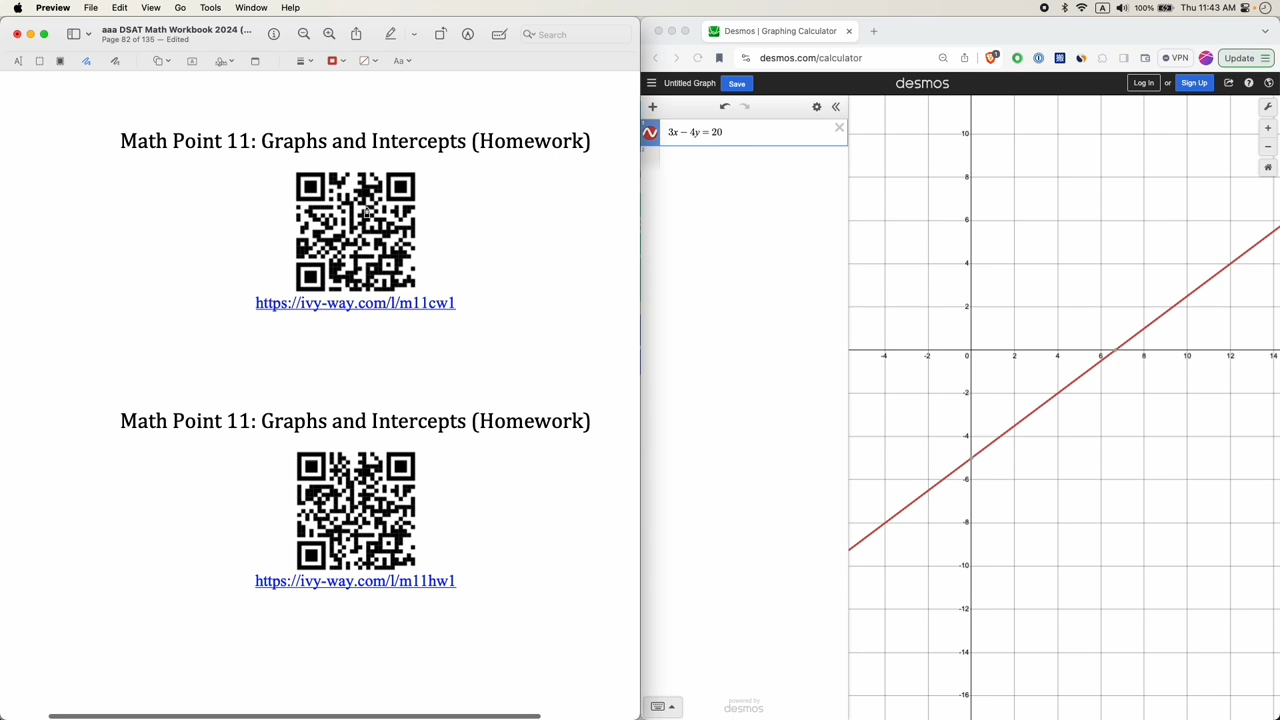 Preview File Edit View Go Tools Window Help
100% Thu 11:43 AM
aaa DSAT Math Workbook 2024 (...
Page 82 of 135 — Edited
Search
Math Point 11: Graphs and Intercepts (Homework)
https://ivy-way.com/l/m11cw1
Math Point 11: Graphs and Intercepts (Homework)
https://ivy-way.com/l/m11hw1
Desmos | Graphing Calculator
desmos.com/calculator
VPN
Update
Untitled Graph
Save
desmos
Log In or Sign Up
3x − 4y = 20
10
8
6
4
2
-4 -2 0 2 4 6 8 10 12 14
-2
-4
-6
-8
-10
-12
-14
-16
powered by
desmos